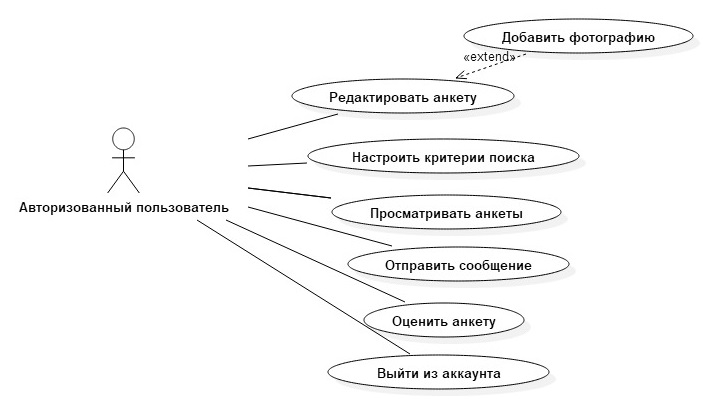 Добавить фотографию
«extend»
Редактировать анкету
Настроить критерии поиска
Авторизованный пользователь
Просматривать анкеты
Отправить сообщение
Оценить анкету
Выйти из аккаунта